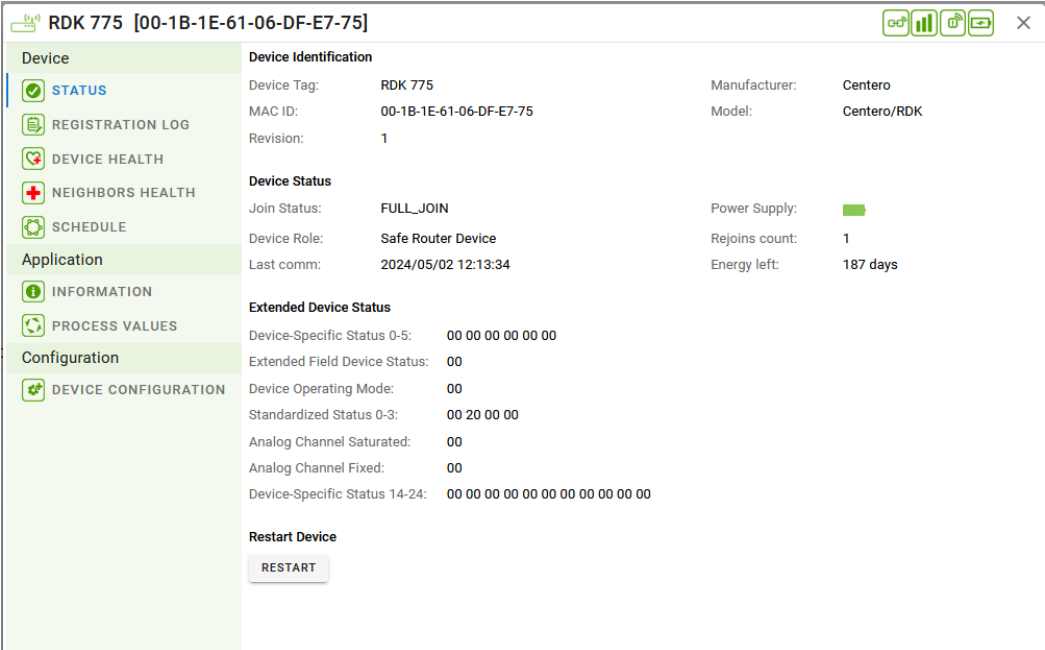 RDK 775 [00-1B-1E-61-06-DF-E7-75]
Device
STATUS
REGISTRATION LOG
DEVICE HEALTH
NEIGHBORS HEALTH
SCHEDULE
Application
INFORMATION
PROCESS VALUES
Configuration
DEVICE CONFIGURATION
Device Identification
Device Tag: RDK 775 Manufacturer: Centero
MAC ID: 00-1B-1E-61-06-DF-E7-75 Model: Centero/RDK
Revision: 1
Device Status
Join Status: FULL_JOIN Power Supply:
Device Role: Safe Router Device Rejoins count: 1
Last comm: 2024/05/02 12:13:34 Energy left: 187 days
Extended Device Status
Device-Specific Status 0-5: 00 00 00 00 00 00
Extended Field Device Status: 00
Device Operating Mode: 00
Standardized Status 0-3: 00 20 00 00
Analog Channel Saturated: 00
Analog Channel Fixed: 00
Device-Specific Status 14-24: 00 00 00 00 00 00 00 00 00 00 00
Restart Device
RESTART